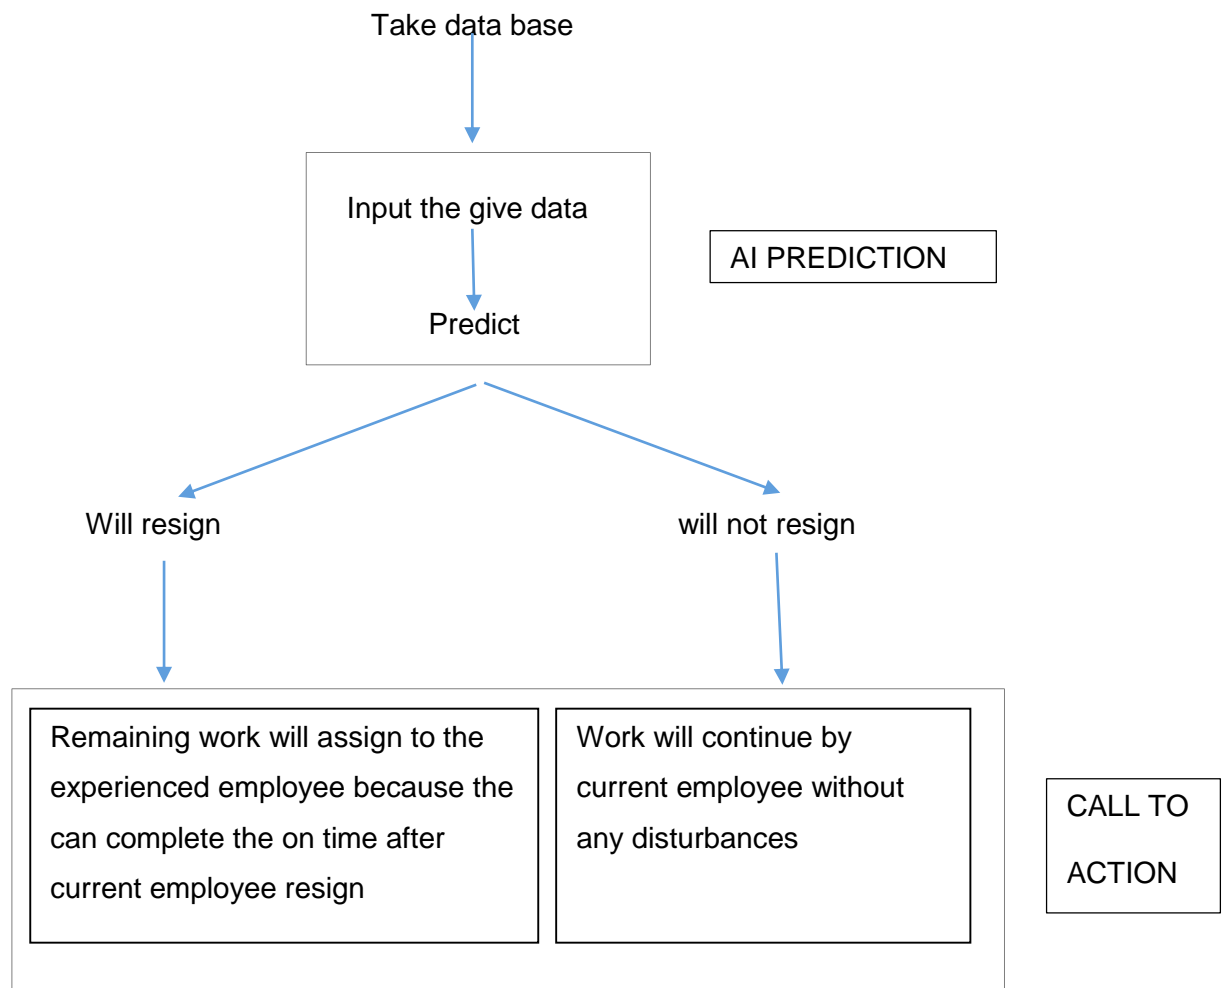 Take data base
Input the give data
AI PREDICTION
Predict
Will resign
will not resign
Remaining work will assign to the
experienced employee because the
can complete the on time after
current employee resign
Work will continue by
current employee without
any disturbances
CALL TO
ACTION